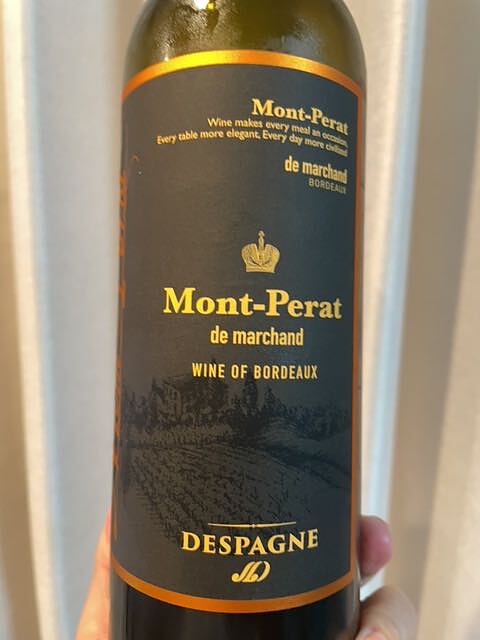 Mont-Perat
Wine makes every meal an occasion,
Every table more elegant, Every day more civilized
de marchand
BORDEAUX
Mont-Perat
de marchand
WINE OF BORDEAUX
DESPAGNE